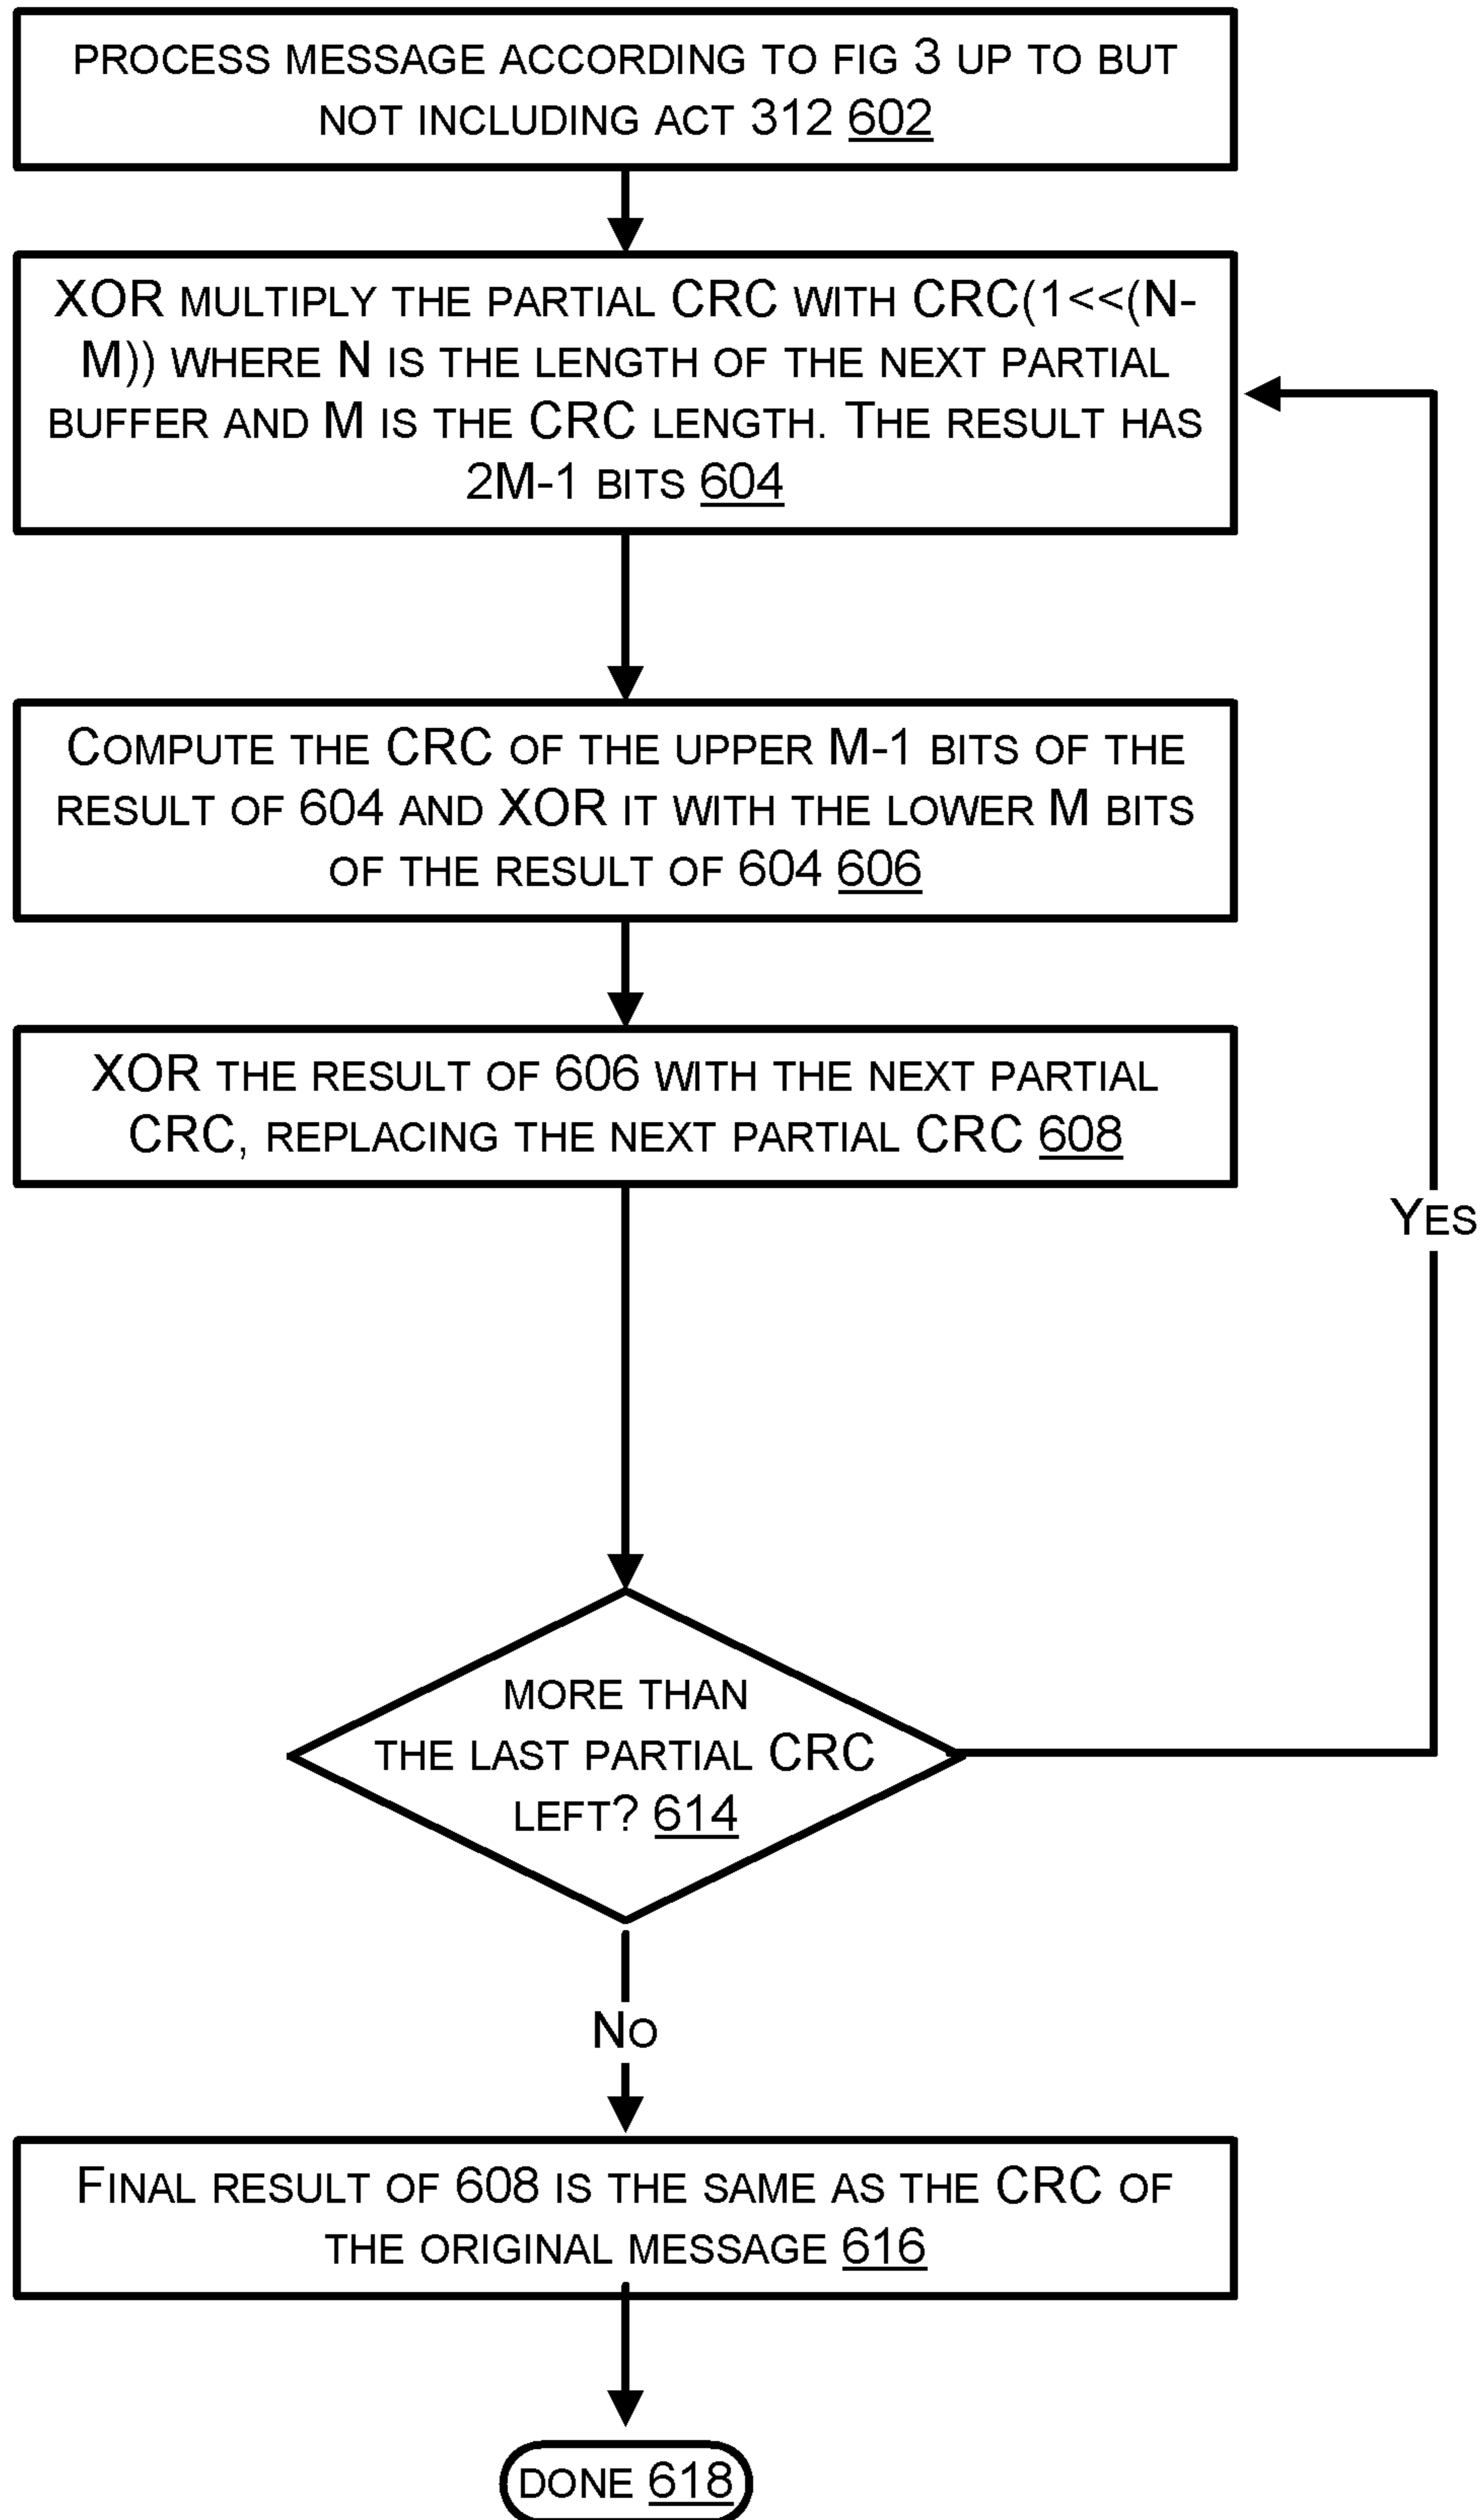 PROCESS MESSAGE ACCORDING TO FIG 3 UP TO BUT
NOT INCLUDING ACT 312 602
XOR MULTIPLY THE PARTIAL CRC WITH CRC(1<<(N-
M)) WHERE N IS THE LENGTH OF THE NEXT PARTIAL
BUFFER AND M IS THE CRC LENGTH. THE RESULT HAS
2M-1 BITS 604
COMPUTE THE CRC OF THE UPPER M-1 BITS OF THE
RESULT OF 604 AND XOR IT WITH THE LOWER M BITS
OF THE RESULT OF 604 606
XOR THE RESULT OF 606 WITH THE NEXT PARTIAL
CRC, REPLACING THE NEXT PARTIAL CRC 608
YES
MORE THAN
THE LAST PARTIAL CRC
LEFT? 614
NO
FINAL RESULT OF 608 IS THE SAME AS THE CRC OF
THE ORIGINAL MESSAGE 616
DONE 618